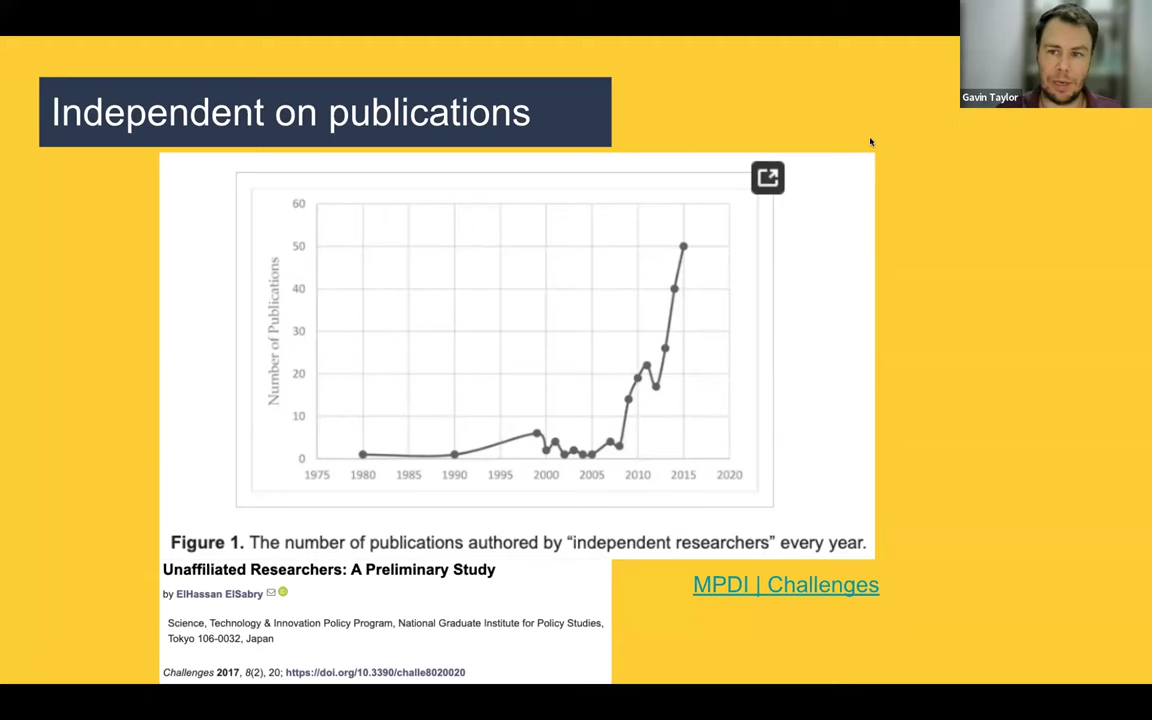 Gavin Taylor
Independent on publications
Number of Publications
60
50
40
30
20
10
0
1975 1980 1985 1990 1995 2000 2005 2010 2015 2020
Figure 1. The number of publications authored by “independent researchers” every year.
Unaffiliated Researchers: A Preliminary Study
by ElHassan ElSabry
MPDI | Challenges
Science, Technology & Innovation Policy Program, National Graduate Institute for Policy Studies,
Tokyo 106-0032, Japan
Challenges 2017, 8(2), 20; https://doi.org/10.3390/challe8020020